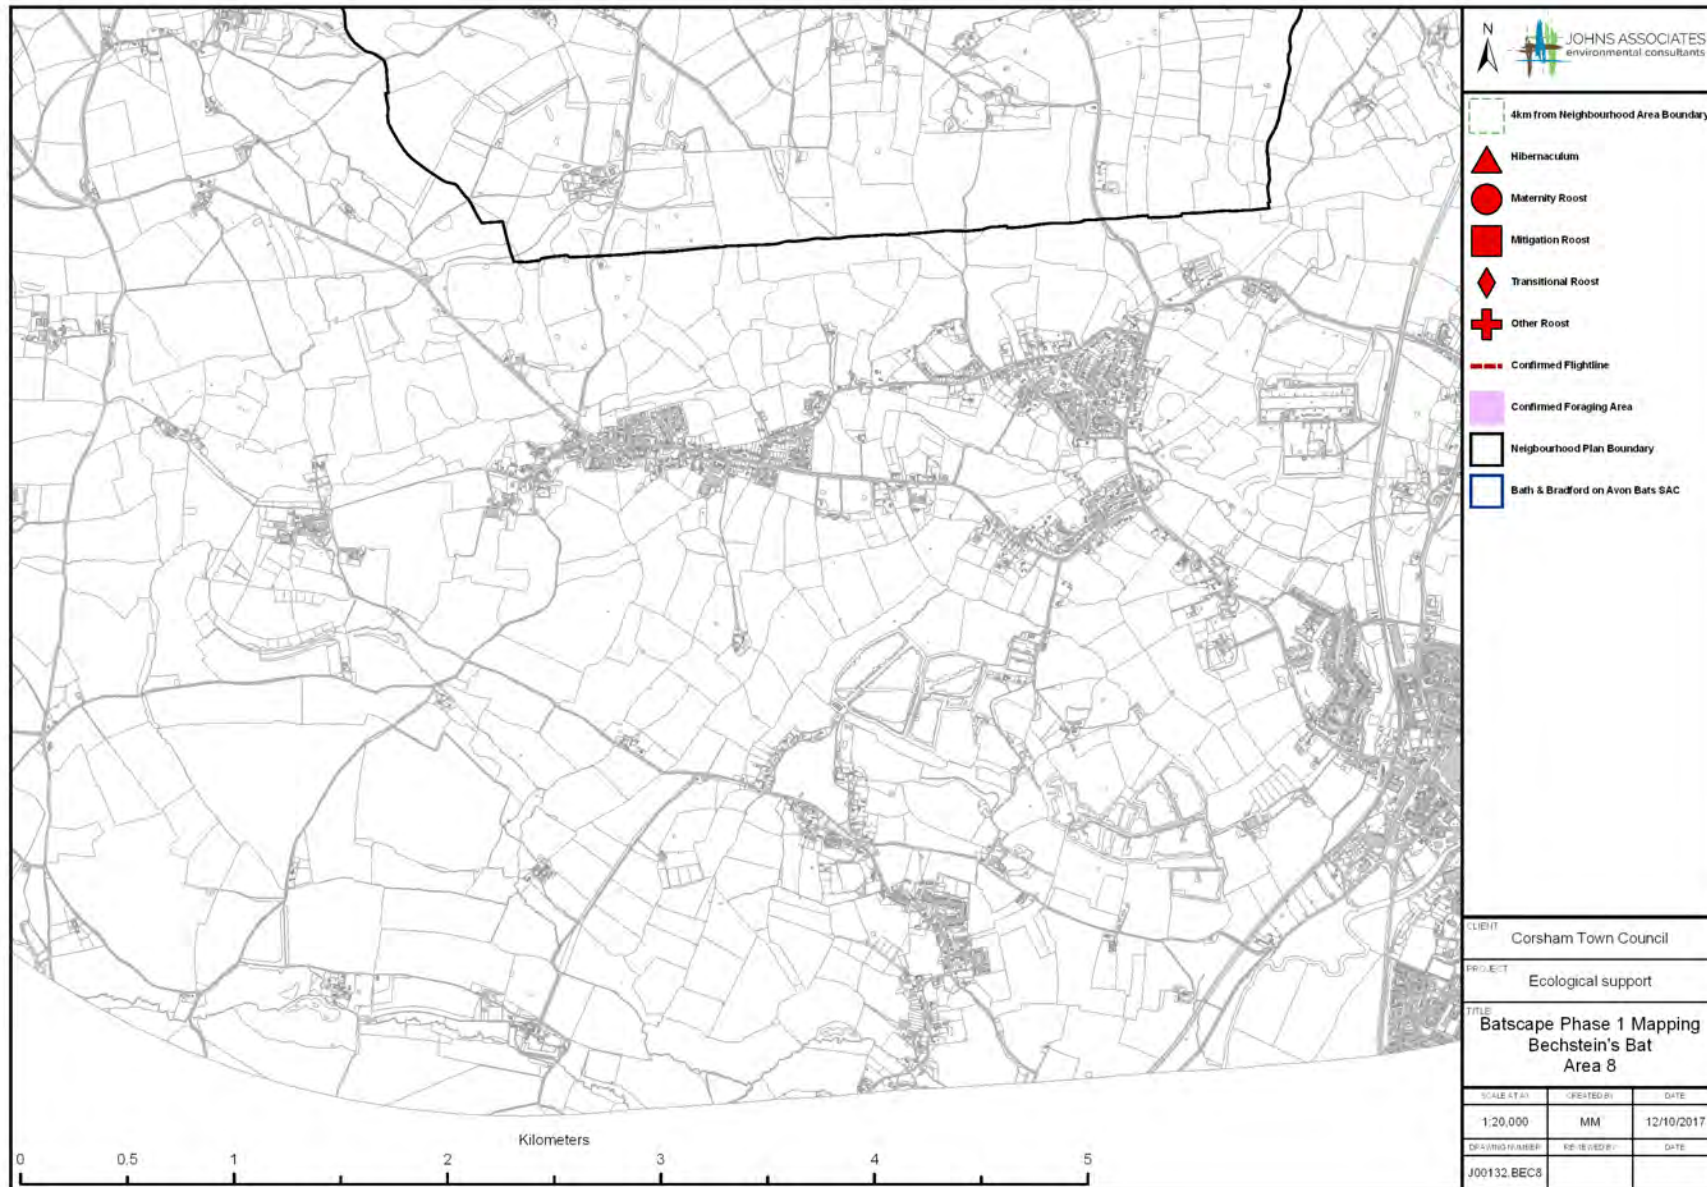 N
JOHNS ASSOCIATES
environmental consultants
4km from Neighbourhood Area Boundary
Hibernaculum
Maternity Roost
Mitigation Roost
Transitional Roost
Other Roost
Confirmed Flightline
Confirmed Foraging Area
Neigbourhood Plan Boundary
Bath & Bradford on Avon Bats SAC
CLIENT
Corsham Town Council
PROJECT
Ecological support
TITLE
Batscape Phase 1 Mapping
Bechstein's Bat
Area 8
SCALE AT A3 CREATED BY DATE
1:20,000 MM 12/10/2017
DRAWING NUMBER REVIEWED BY DATE
J00132.BEC8
Kilometers
0 0.5 1 2 3 4 5